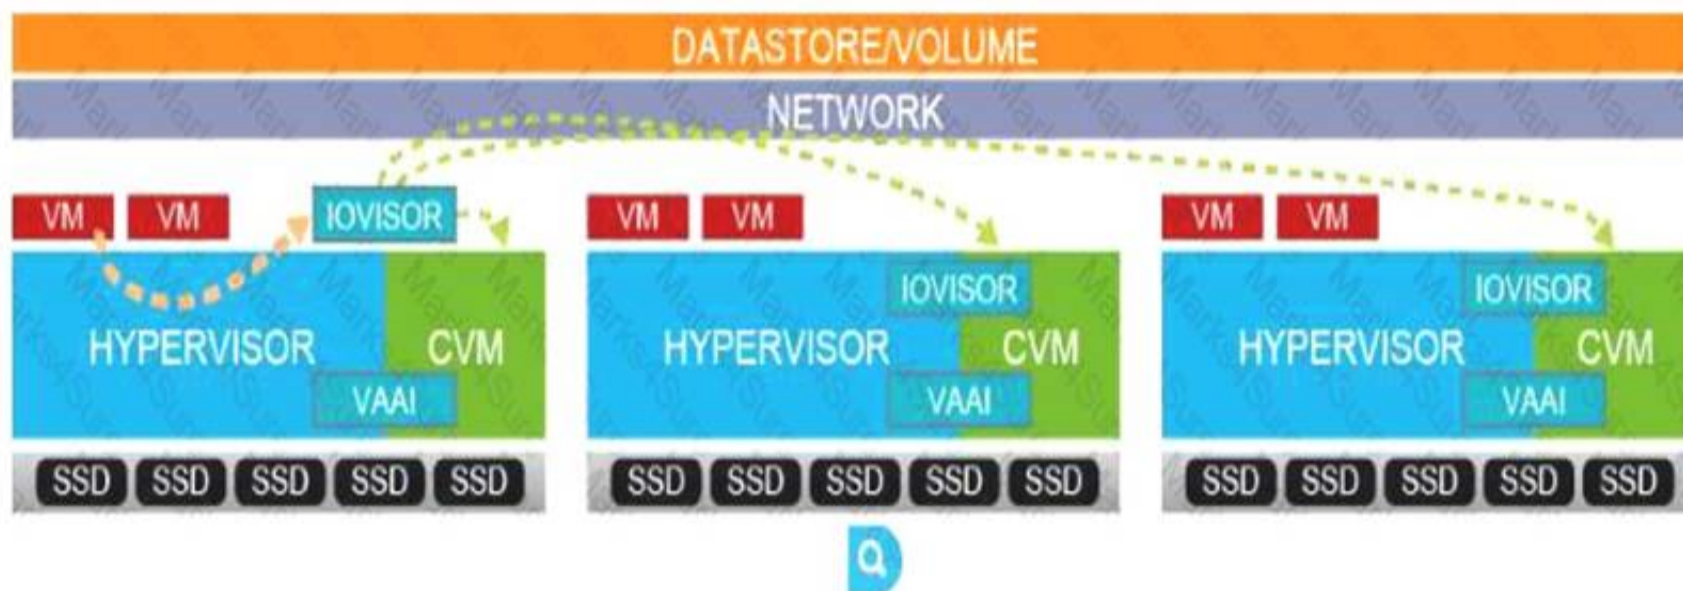 DATASTORE/VOLUME
NETWORK
VM VM IOVISOR VM VM VM VM
IOVISOR IOVISOR
HYPERVISOR CVM HYPERVISOR CVM HYPERVISOR CVM
VAAI VAAI VAAI
SSD SSD SSD SSD SSD SSD SSD SSD SSD SSD SSD SSD SSD SSD SSD